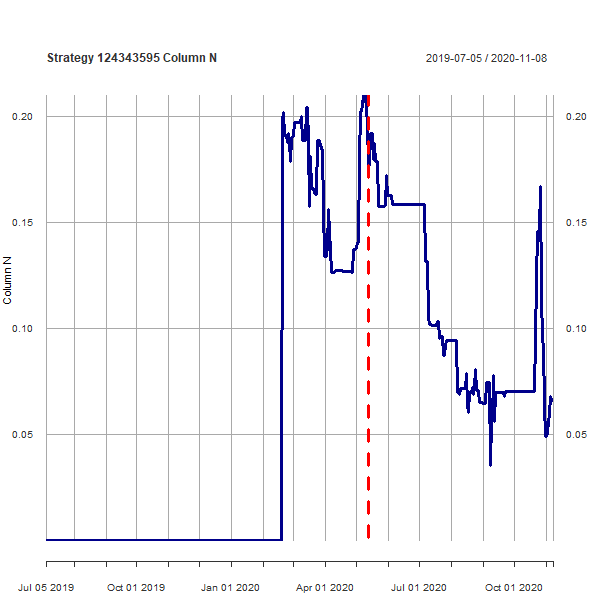 Strategy 124343595 Column N
2019-07-05 / 2020-11-08
0.20
0.20
0.15
0.15
Column N
0.10
0.10
0.05
0.05
Jul 05 2019
Oct 01 2019
Jan 01 2020
Apr 01 2020
Jul 01 2020
Oct 01 2020